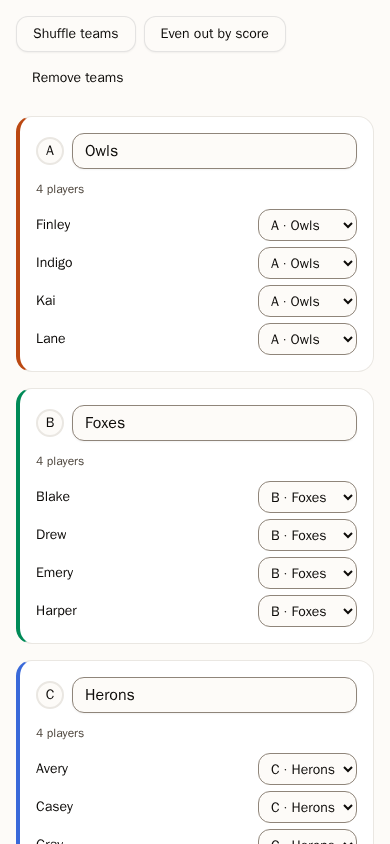 Shuffle teams Even out by score
Remove teams
A Owls
4 players
Finley A · Owls
Indigo A · Owls
Kai A · Owls
Lane A · Owls
B Foxes
4 players
Blake B · Foxes
Drew B · Foxes
Emery B · Foxes
Harper B · Foxes
C Herons
4 players
Avery C · Herons
Casey C · Herons